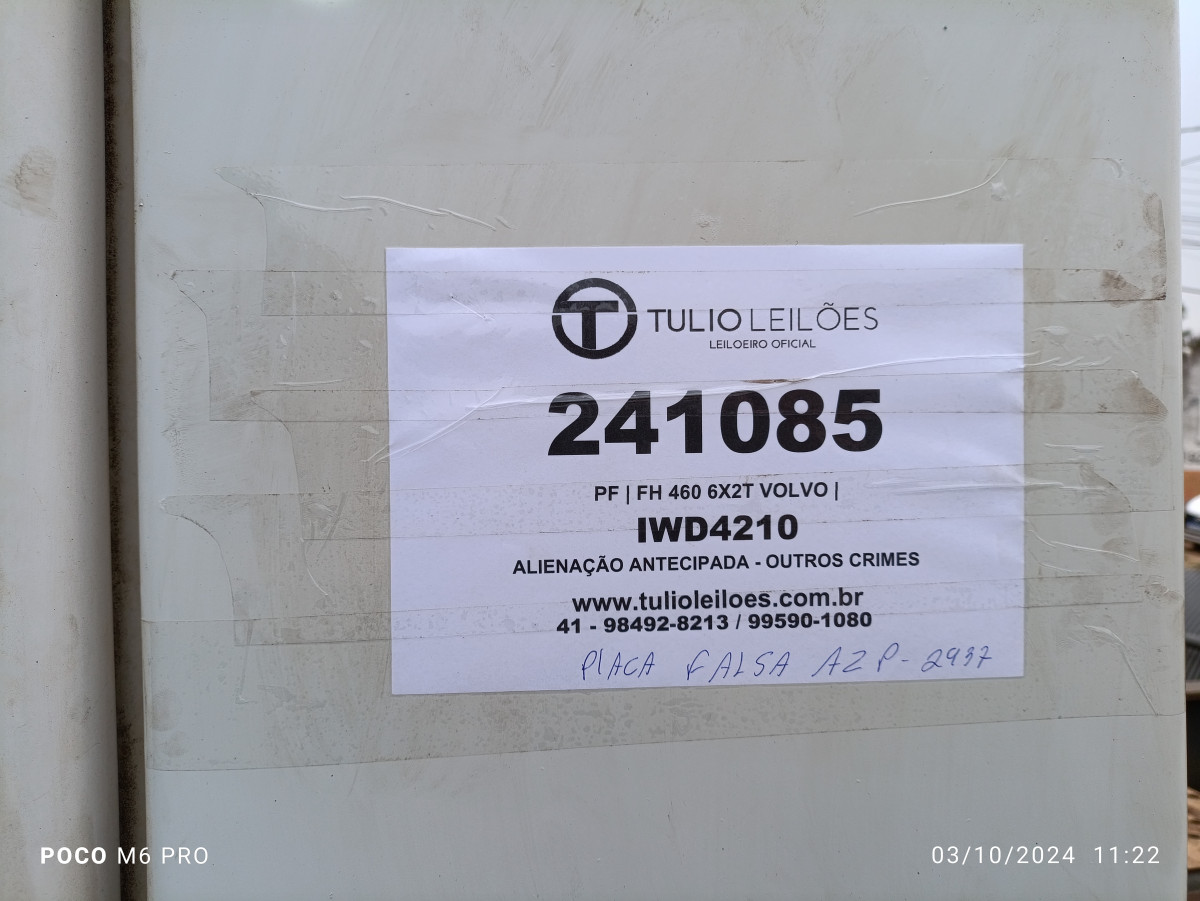 TULIO LEILÕES
LEILOEIRO OFICIAL
241085
PF | FH 460 6X2T VOLVO |
IWD4210
ALIENAÇÃO ANTECIPADA - OUTROS CRIMES
www.tulioleiloes.com.br
41 - 98492-8213 / 99590-1080
PlACA FALSA AZP-2937
POCO M6 PRO
03/10/2024 11:22